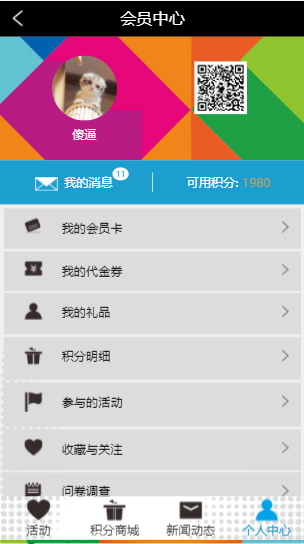 会员中心
傻逼
我的消息 11 可用积分: 1980
我的会员卡
我的代金券
我的礼品
积分明细
参与的活动
收藏与关注
问卷调查
活动 积分商城 新闻动态 个人中心